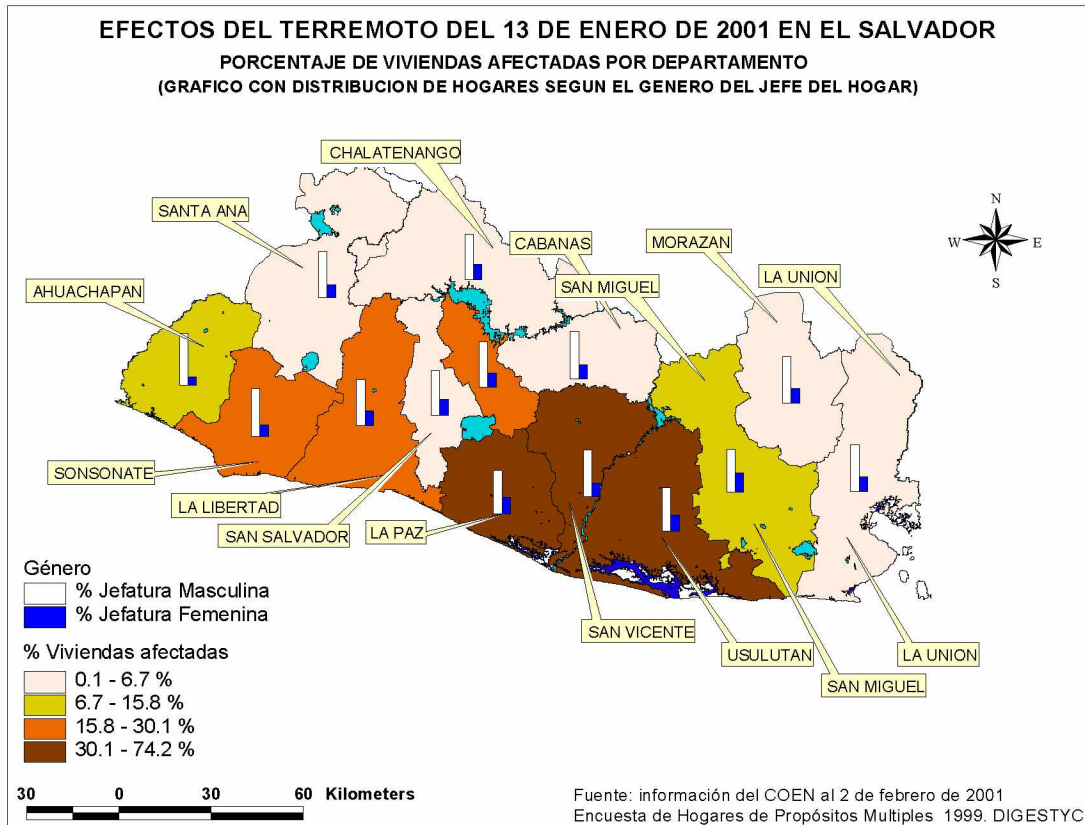 EFECTOS DEL TERREMOTO DEL 13 DE ENERO DE 2001 EN EL SALVADOR
PORCENTAJE DE VIVIENDAS AFECTADAS POR DEPARTAMENTO
(GRAFICO CON DISTRIBUCION DE HOGARES SEGUN EL GENERO DEL JEFE DEL HOGAR)
CHALATENANGO
SANTA ANA
CABANAS
MORAZAN
N
W
E
S
AHUACHAPAN
SAN MIGUEL
LA UNION
SONSONATE
LA LIBERTAD
SAN SALVADOR
LA PAZ
SAN VICENTE
USULUTAN
LA UNION
SAN MIGUEL
Género
% Jefatura Masculina
% Jefatura Femenina
% Viviendas afectadas
0.1 - 6.7 %
6.7 - 15.8 %
15.8 - 30.1 %
30.1 - 74.2 %
30 0 30 60 Kilometers
Fuente: información del COEN al 2 de febrero de 2001
Encuesta de Hogares de Propósitos Multiples 1999. DIGESTYC